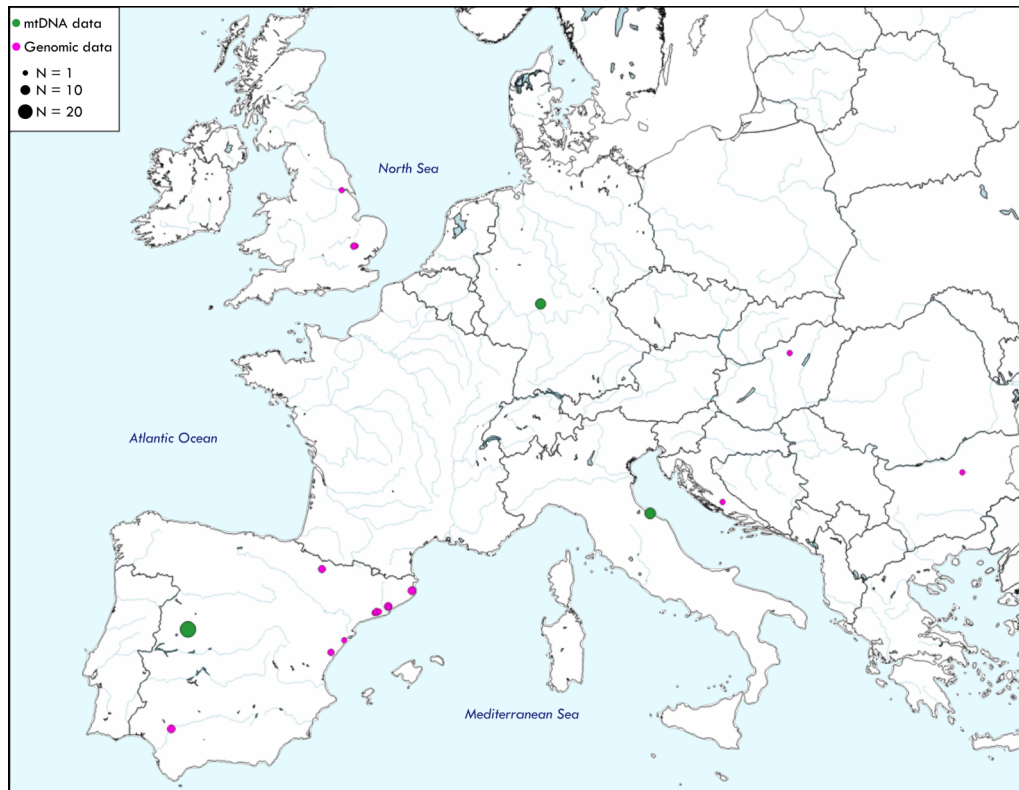 mtDNA data
Genomic data
N = 1
N = 10
N = 20
North Sea
Atlantic Ocean
Mediterranean Sea